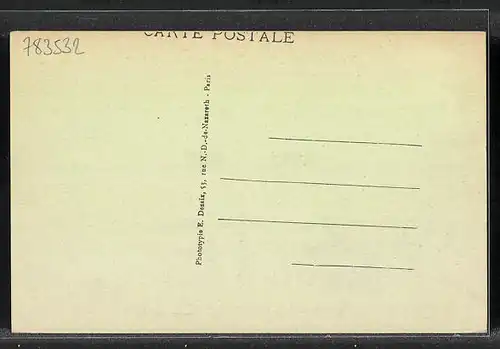 CARTE POSTALE
783532
Phototypie E. Desaix, 53, rue N.-D.-de-Nazareth - Paris